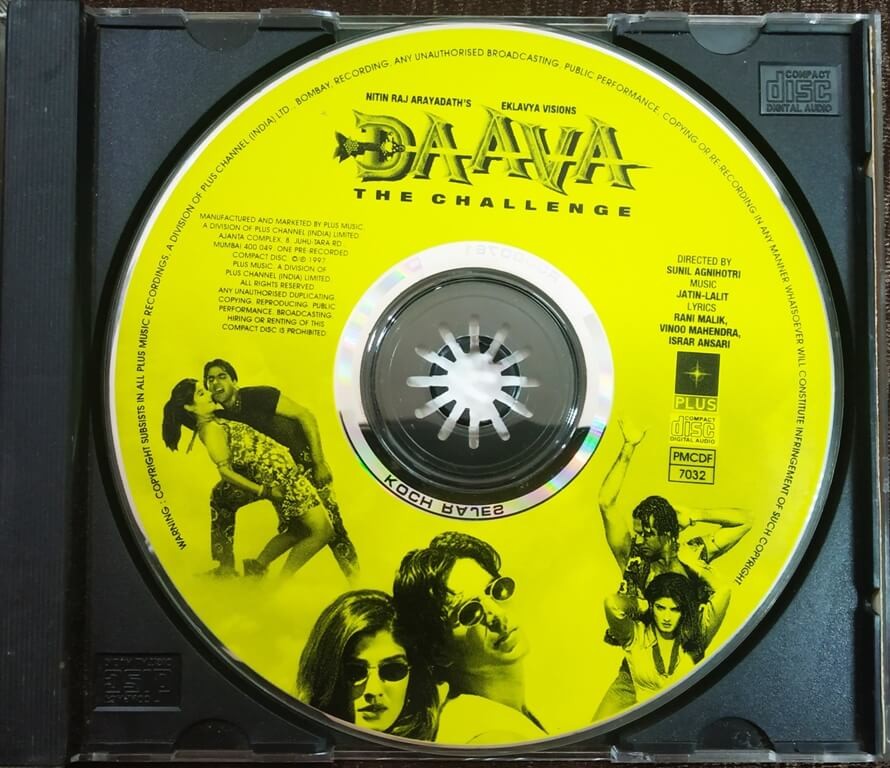 NITIN RAJ ARAYADATH'S EKLAVYA VISIONS
DAAVA
THE CHALLENGE
MANUFACTURED AND MARKETED BY PLUS MUSIC.
A DIVISION OF PLUS CHANNEL (INDIA) LIMITED
AJANTA COMPLEX, 8, JUHU-TARA RD.,
MUMBAI 400 049. ONE PRE-RECORDED
COMPACT DISC. © ℗ 1997
PLUS MUSIC. A DIVISION OF
PLUS CHANNEL (INDIA) LIMITED.
ALL RIGHTS RESERVED
ANY UNAUTHORISED DUPLICATING,
COPYING, REPRODUCING, PUBLIC
PERFORMANCE, BROADCASTING,
HIRING OR RENTING OF THIS
COMPACT DISC IS PROHIBITED.
DIRECTED BY
SUNIL AGNIHOTRI
MUSIC
JATIN-LALIT
LYRICS
RANI MALIK,
VINOO MAHENDRA,
ISRAR ANSARI
PLUS
COMPACT
disc
DIGITAL AUDIO
PMCDF
7032
WARNING : COPYRIGHT SUBSISTS IN ALL PLUS MUSIC RECORDINGS, A DIVISION OF PLUS CHANNEL (INDIA) LTD., BOMBAY, RECORDING. ANY UNAUTHORISED BROADCASTING, PUBLIC PERFORMANCE, COPYING OR RE-RECORDING IN ANY MANNER WHATSOEVER WILL CONSTITUTE INFRINGEMENT OF SUCH COPYRIGHT.
KOCH
SALES
COMPACT
disc
DIGITAL AUDIO
COMPACT
disc
DIGITAL AUDIO